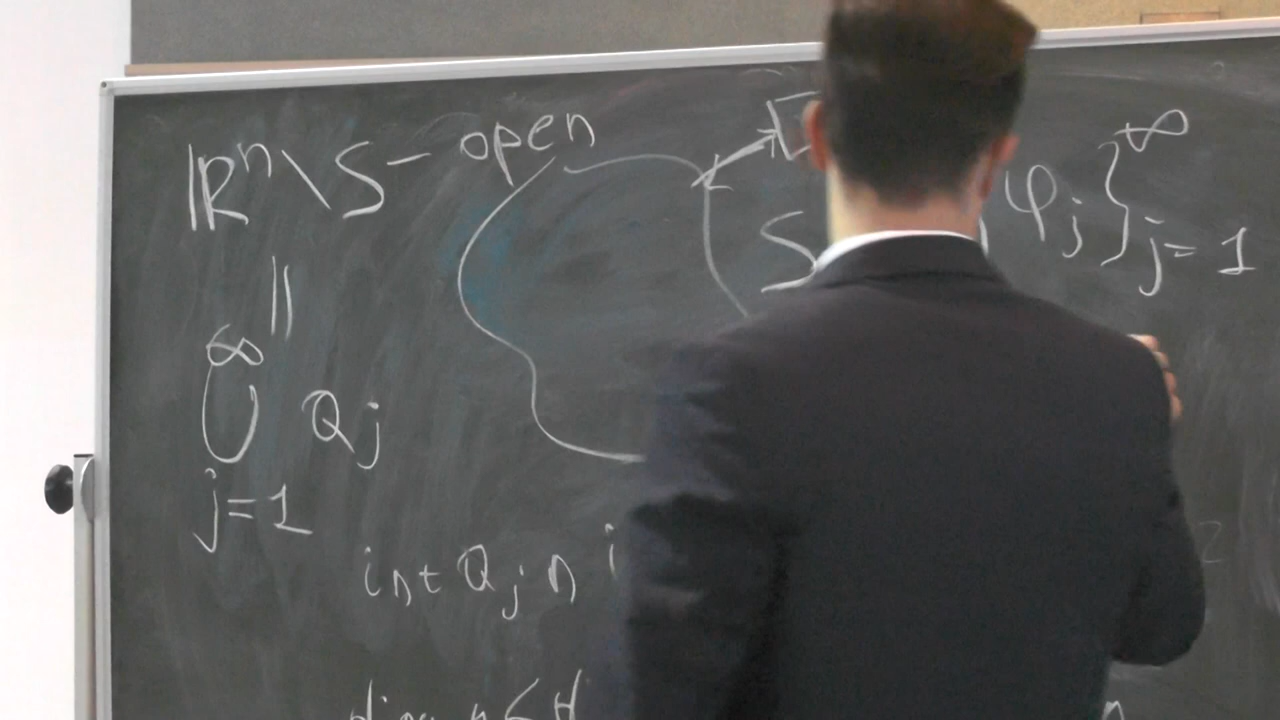 ℝⁿ\S – open
S
φj}∞j=1
||
∞
∪ Qj
j=1
int Qj ∩ i